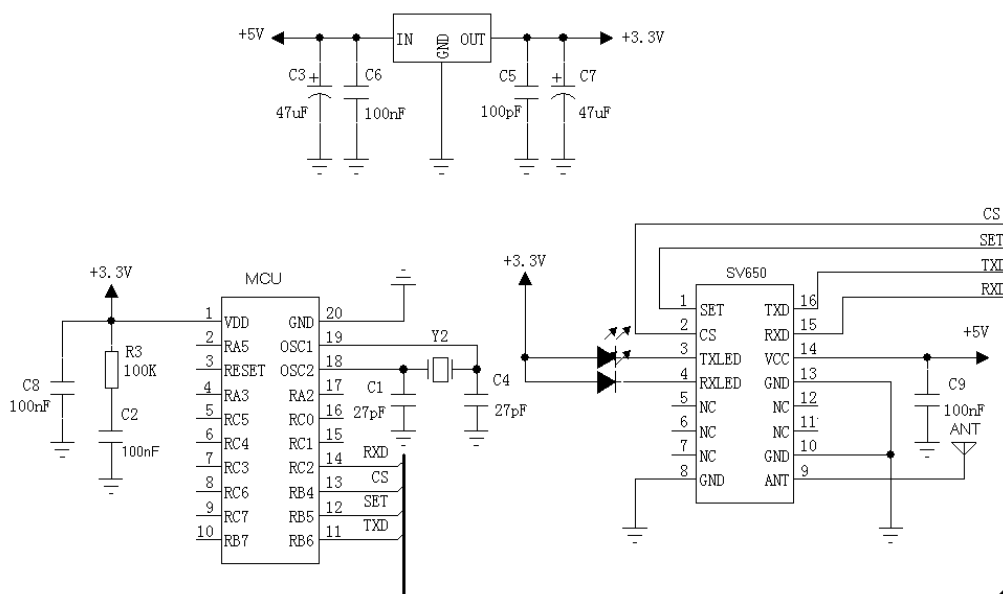 +5V IN GND OUT +3.3V
C3 + 47uF
C6 100nF
C5 100pF
C7 + 47uF
+3.3V
MCU
1 VDD GND 20
2 RA5 OSC1 19
3 RESET OSC2 18
4 RA3 RA2 17
5 RC5 RC0 16
6 RC4 RC1 15
7 RC3 RC2 14 RXD
8 RC6 RB4 13 CS
9 RC7 RB5 12 SET
10 RB7 RB6 11 TXD
R3
100K
C8
100nF
C2
100nF
Y2
C1
27pF
C4
27pF
+3.3V
SV650
1 SET TXD 16
2 CS RXD 15
3 TXLED VCC 14
4 RXLED GND 13
5 NC NC 12
6 NC NC 11
7 NC GND 10
8 GND ANT 9
CS
SET
TXD
RXD
+5V
C9
100nF
ANT